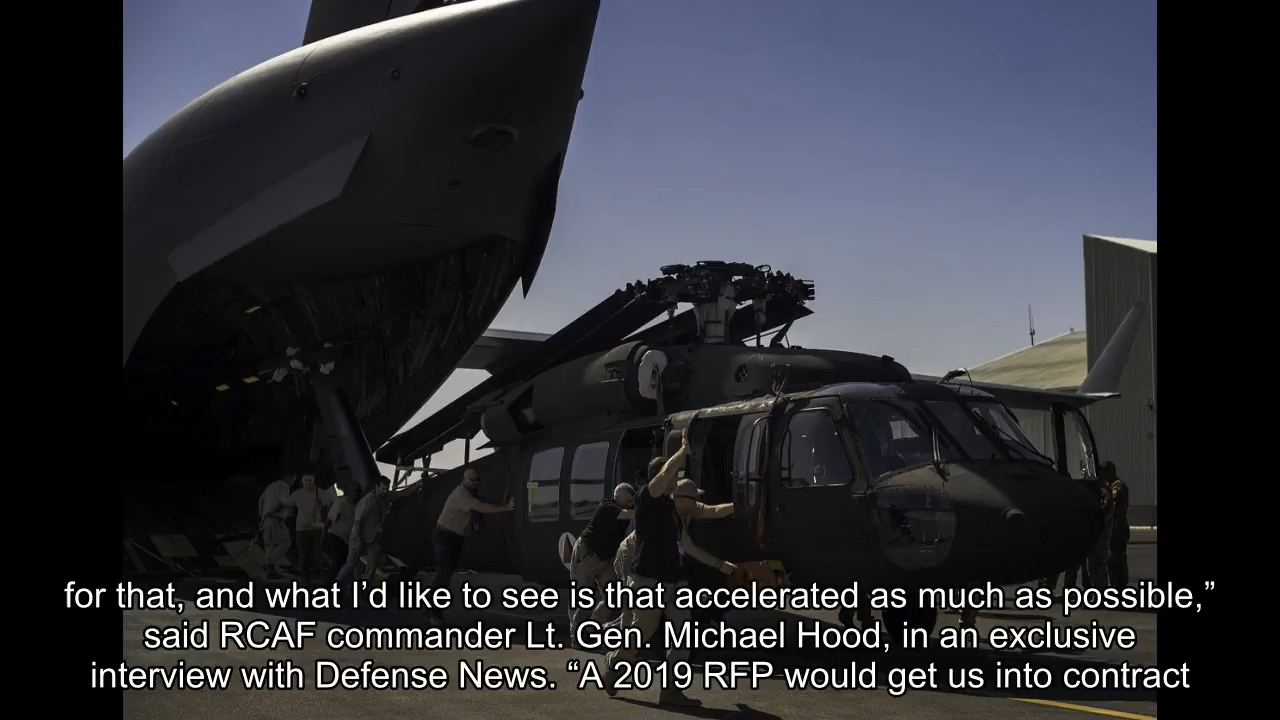 for that, and what I’d like to see is that accelerated as much as possible,”
said RCAF commander Lt. Gen. Michael Hood, in an exclusive
interview with Defense News. “A 2019 RFP would get us into contract